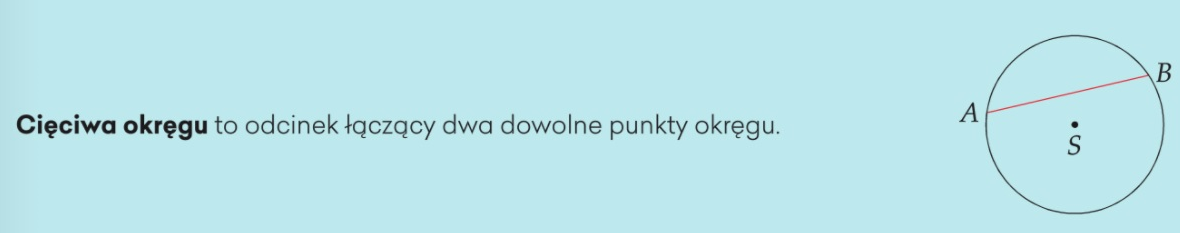 Cięciwa okręgu to odcinek łączący dwa dowolne punkty okręgu.
A
B
S